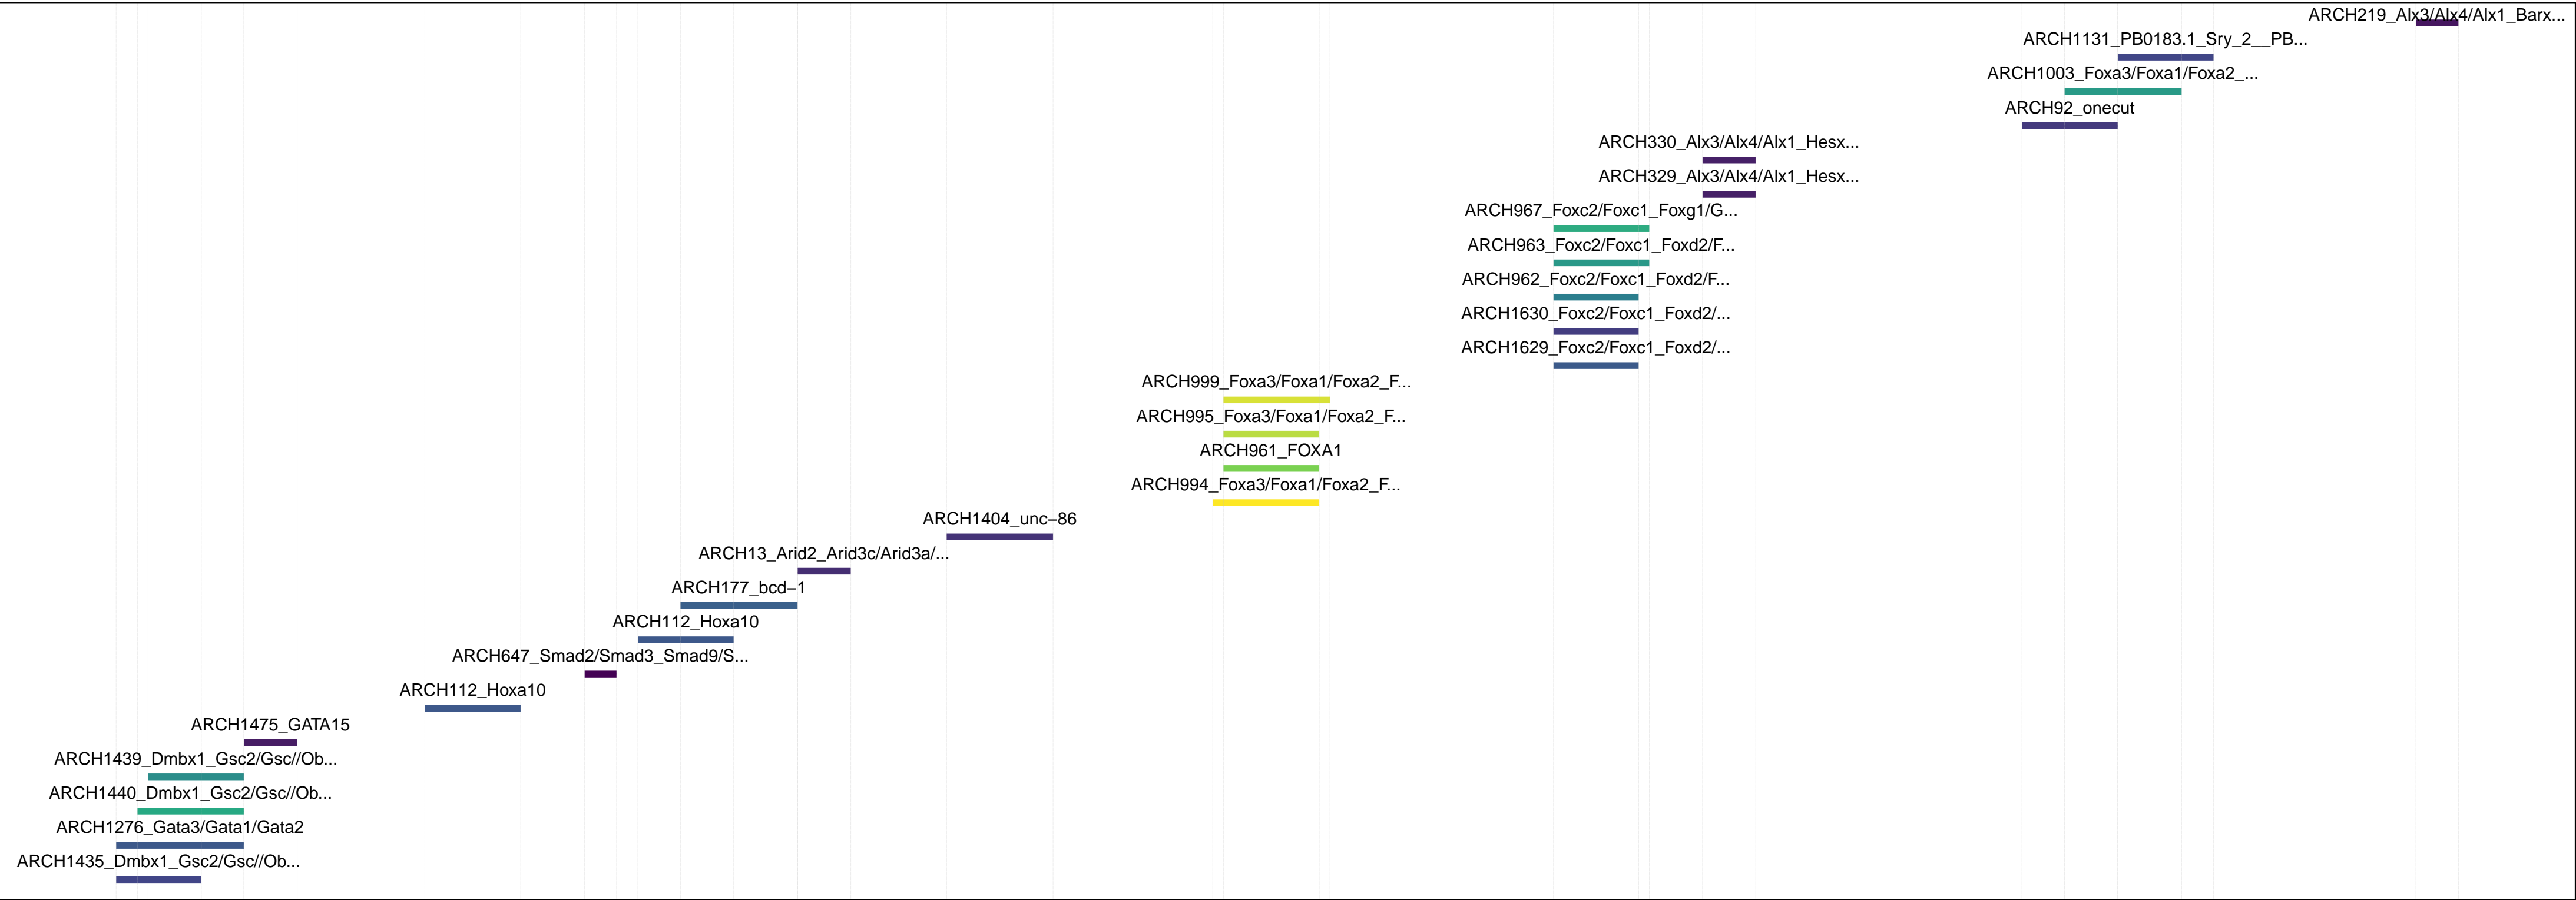 ARCH219_Alx3/Alx4/Alx1_Barx...
ARCH1131_PB0183.1_Sry_2__PB...
ARCH1003_Foxa3/Foxa1/Foxa2_...
ARCH92_onecut
ARCH330_Alx3/Alx4/Alx1_Hesx...
ARCH329_Alx3/Alx4/Alx1_Hesx...
ARCH967_Foxc2/Foxc1_Foxg1/G...
ARCH963_Foxc2/Foxc1_Foxd2/F...
ARCH962_Foxc2/Foxc1_Foxd2/F...
ARCH1630_Foxc2/Foxc1_Foxd2/...
ARCH1629_Foxc2/Foxc1_Foxd2/...
ARCH999_Foxa3/Foxa1/Foxa2_F...
ARCH995_Foxa3/Foxa1/Foxa2_F...
ARCH961_FOXA1
ARCH994_Foxa3/Foxa1/Foxa2_F...
ARCH1404_unc−86
ARCH13_Arid2_Arid3c/Arid3a/...
ARCH177_bcd−1
ARCH112_Hoxa10
ARCH647_Smad2/Smad3_Smad9/S...
ARCH112_Hoxa10
ARCH1475_GATA15
ARCH1439_Dmbx1_Gsc2/Gsc//Ob...
ARCH1440_Dmbx1_Gsc2/Gsc//Ob...
ARCH1276_Gata3/Gata1/Gata2
ARCH1435_Dmbx1_Gsc2/Gsc//Ob...